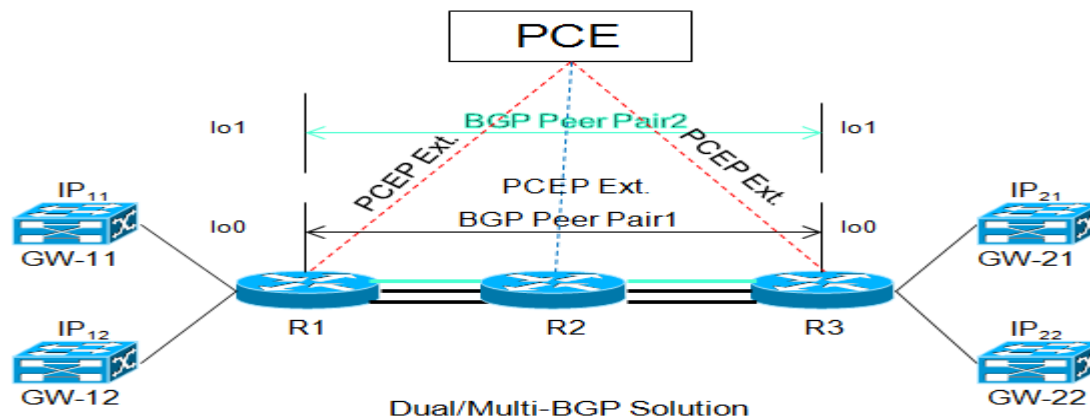 PCE
lo1
BGP Peer Pair2
lo1
PCEP Ext.
PCEP Ext.
PCEP Ext.
IP11
IP21
lo0
BGP Peer Pair1
lo0
GW-11
GW-21
R1
R2
R3
IP12
IP22
GW-12
GW-22
Dual/Multi-BGP Solution